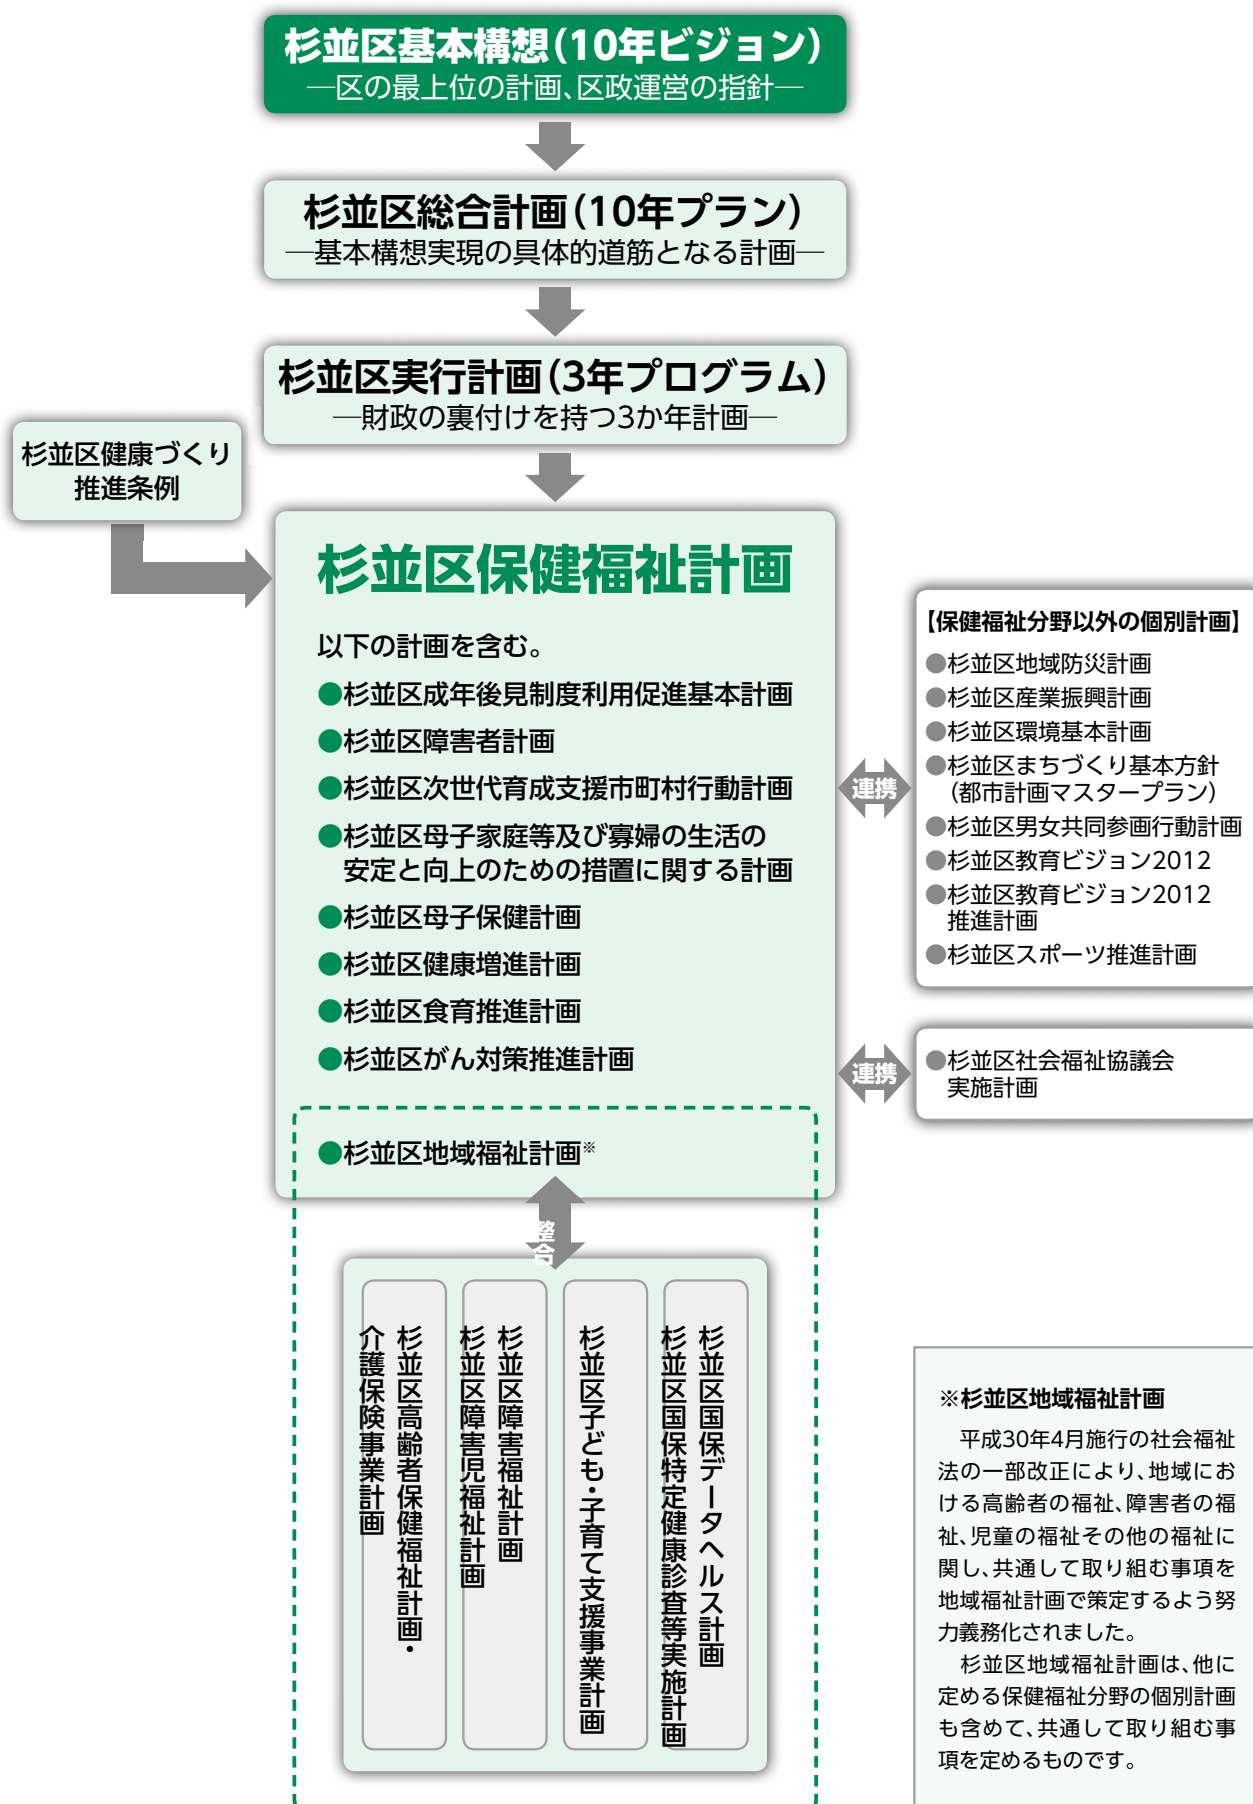 杉並区基本構想(10年ビジョン)
―区の最上位の計画、区政運営の指針―
杉並区総合計画(10年プラン)
―基本構想実現の具体的道筋となる計画―
杉並区実行計画(3年プログラム)
―財政の裏付けを持つ3か年計画―
杉並区健康づくり
推進条例
杉並区保健福祉計画
以下の計画を含む。
●杉並区成年後見制度利用促進基本計画
●杉並区障害者計画
●杉並区次世代育成支援市町村行動計画
●杉並区母子家庭等及び寡婦の生活の
安定と向上のための措置に関する計画
●杉並区母子保健計画
●杉並区健康増進計画
●杉並区食育推進計画
●杉並区がん対策推進計画
●杉並区地域福祉計画※
連携
【保健福祉分野以外の個別計画】
●杉並区地域防災計画
●杉並区産業振興計画
●杉並区環境基本計画
●杉並区まちづくり基本方針
(都市計画マスタープラン)
●杉並区男女共同参画行動計画
●杉並区教育ビジョン2012
●杉並区教育ビジョン2012
推進計画
●杉並区スポーツ推進計画
連携
●杉並区社会福祉協議会
実施計画
整合
杉並区高齢者保健福祉計画・
介護保険事業計画
杉並区障害福祉計画
杉並区障害児福祉計画
杉並区子ども・子育て支援事業計画
杉並区国保データヘルス計画
杉並区国保特定健康診査等実施計画
※杉並区地域福祉計画
平成30年4月施行の社会福祉
法の一部改正により、地域にお
ける高齢者の福祉、障害者の福
祉、児童の福祉その他の福祉に
関し、共通して取り組む事項を
地域福祉計画で策定するよう努
力義務化されました。
杉並区地域福祉計画は、他に
定める保健福祉分野の個別計画
も含めて、共通して取り組む事
項を定めるものです。